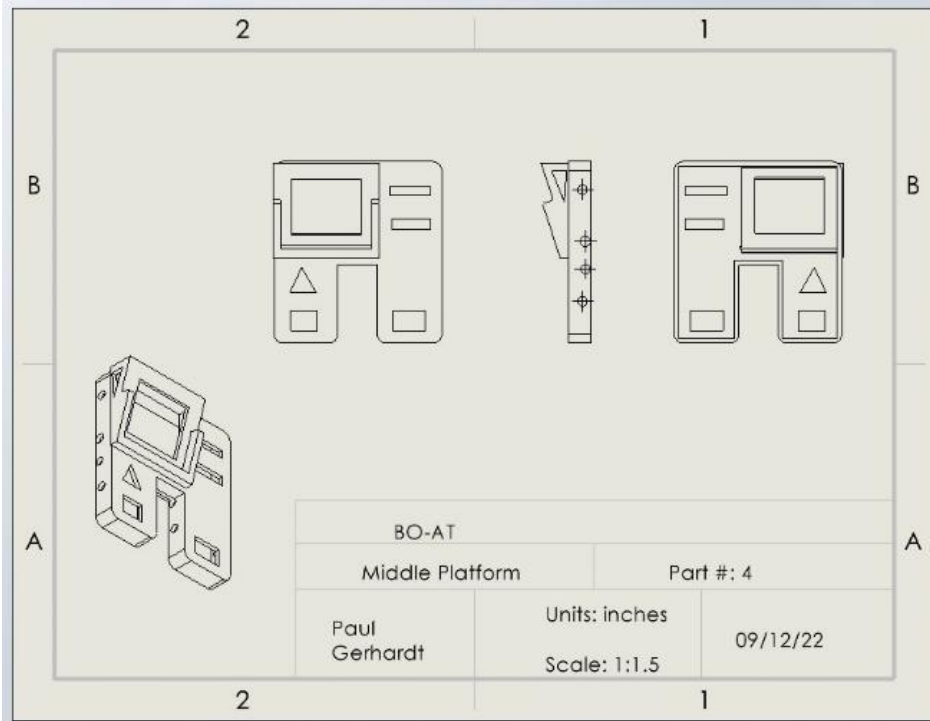 2 1
B B
A A
BO-AT
Middle Platform Part #: 4
Paul
Gerhardt
Units: inches
Scale: 1:1.5
09/12/22
2 1